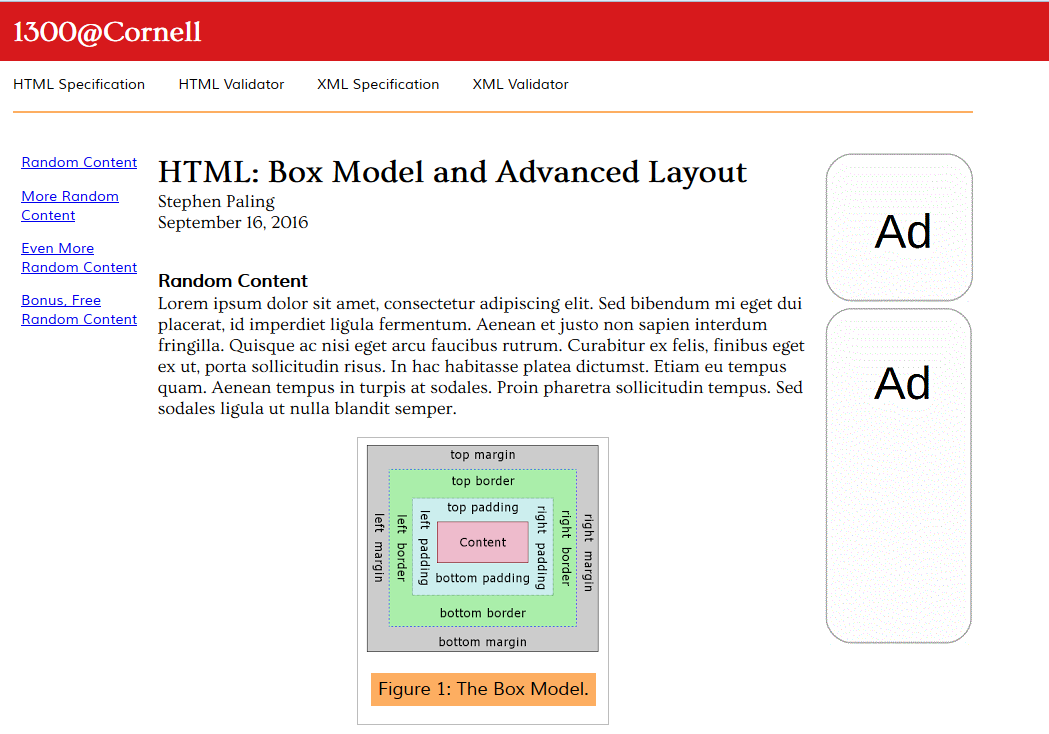 1300@Cornell
HTML Specification HTML Validator XML Specification XML Validator
Random Content
More Random
Content
Even More
Random Content
Bonus, Free
Random Content
HTML: Box Model and Advanced Layout
Stephen Paling
September 16, 2016
Random Content
Lorem ipsum dolor sit amet, consectetur adipiscing elit. Sed bibendum mi eget dui
placerat, id imperdiet ligula fermentum. Aenean et justo non sapien interdum
fringilla. Quisque ac nisi eget arcu faucibus rutrum. Curabitur ex felis, finibus eget
ex ut, porta sollicitudin risus. In hac habitasse platea dictumst. Etiam eu tempus
quam. Aenean tempus in turpis at sodales. Proin pharetra sollicitudin tempus. Sed
sodales ligula ut nulla blandit semper.
top margin
top border
top padding
left margin
left border
left padding
Content
right padding
right border
right margin
bottom padding
bottom border
bottom margin
Figure 1: The Box Model.
Ad
Ad